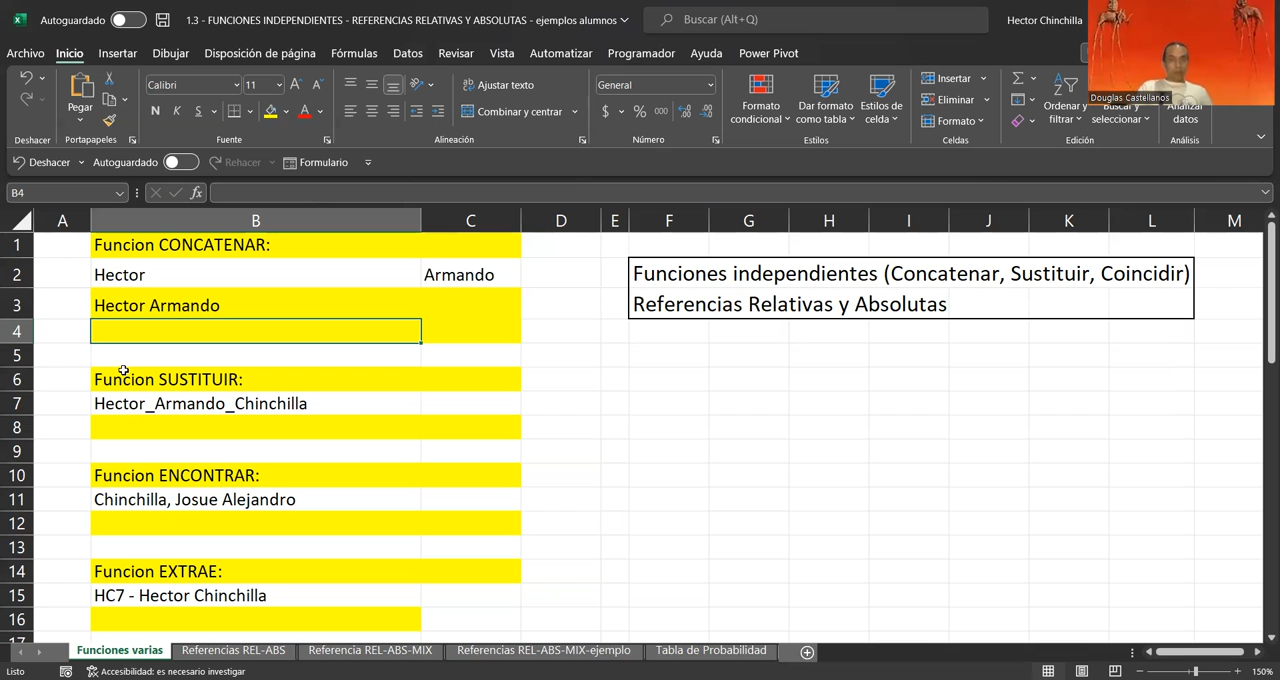 Autoguardado
1.3 - FUNCIONES INDEPENDIENTES - REFERENCIAS RELATIVAS Y ABSOLUTAS - ejemplos alumnos
Buscar (Alt+Q)
Hector Chinchilla
Archivo Inicio Insertar Dibujar Disposición de página Fórmulas Datos Revisar Vista Automatizar Programador Ayuda Power Pivot
Douglas Castellanos
Pegar
Calibri 11
N K S
Ajustar texto
Combinar y centrar
General
$ % 000
Formato condicional
Dar formato como tabla
Estilos de celda
Insertar
Eliminar
Formato
Ordenar y filtrar
Buscar y seleccionar
Analizar datos
Deshacer Portapapeles Fuente Alineación Número Estilos Celdas Edición Análisis
Deshacer Autoguardado Rehacer Formulario
B4 fx
A B C D E F G H I J K L M
1 Funcion CONCATENAR:
2 Hector Armando Funciones independientes (Concatenar, Sustituir, Coincidir)
3 Hector Armando Referencias Relativas y Absolutas
4
5
6 Funcion SUSTITUIR:
7 Hector_Armando_Chinchilla
8
9
10 Funcion ENCONTRAR:
11 Chinchilla, Josue Alejandro
12
13
14 Funcion EXTRAE:
15 HC7 - Hector Chinchilla
16
17
Funciones varias Referencias REL-ABS Referencia REL-ABS-MIX Referencias REL-ABS-MIX-ejemplo Tabla de Probabilidad
Listo Accesibilidad: es necesario investigar 150%